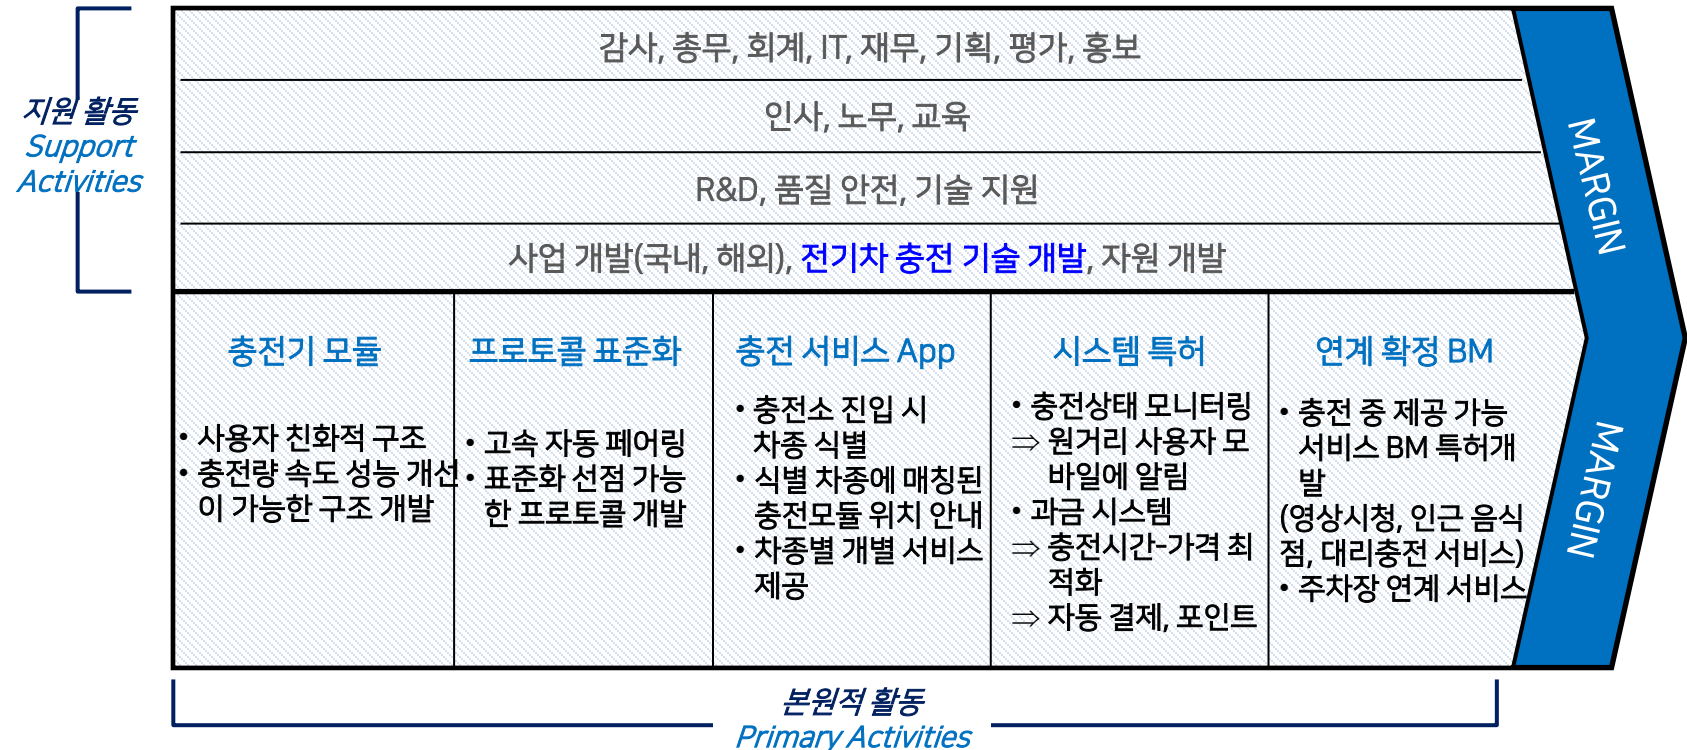 지원 활동
Support
Activities
감사, 총무, 회계, IT, 재무, 기획, 평가, 홍보
인사, 노무, 교육
R&D, 품질 안전, 기술 지원
사업 개발(국내, 해외), 전기차 충전 기술 개발, 자원 개발
MARGIN
MARGIN
충전기 모듈
• 사용자 친화적 구조
• 충전량 속도 성능 개선
이 가능한 구조 개발
프로토콜 표준화
• 고속 자동 페어링
• 표준화 선점 가능
한 프로토콜 개발
충전 서비스 App
• 충전소 진입 시
차종 식별
• 식별 차종에 매칭된
충전모듈 위치 안내
• 차종별 개별 서비스
제공
시스템 특허
• 충전상태 모니터링
⇒ 원거리 사용자 모
바일에 알림
• 과금 시스템
⇒ 충전시간-가격 최
적화
⇒ 자동 결제, 포인트
연계 확정 BM
• 충전 중 제공 가능
서비스 BM 특허개
발
(영상시청, 인근 음식
점, 대리충전 서비스)
• 주차장 연계 서비스
본원적 활동
Primary Activities